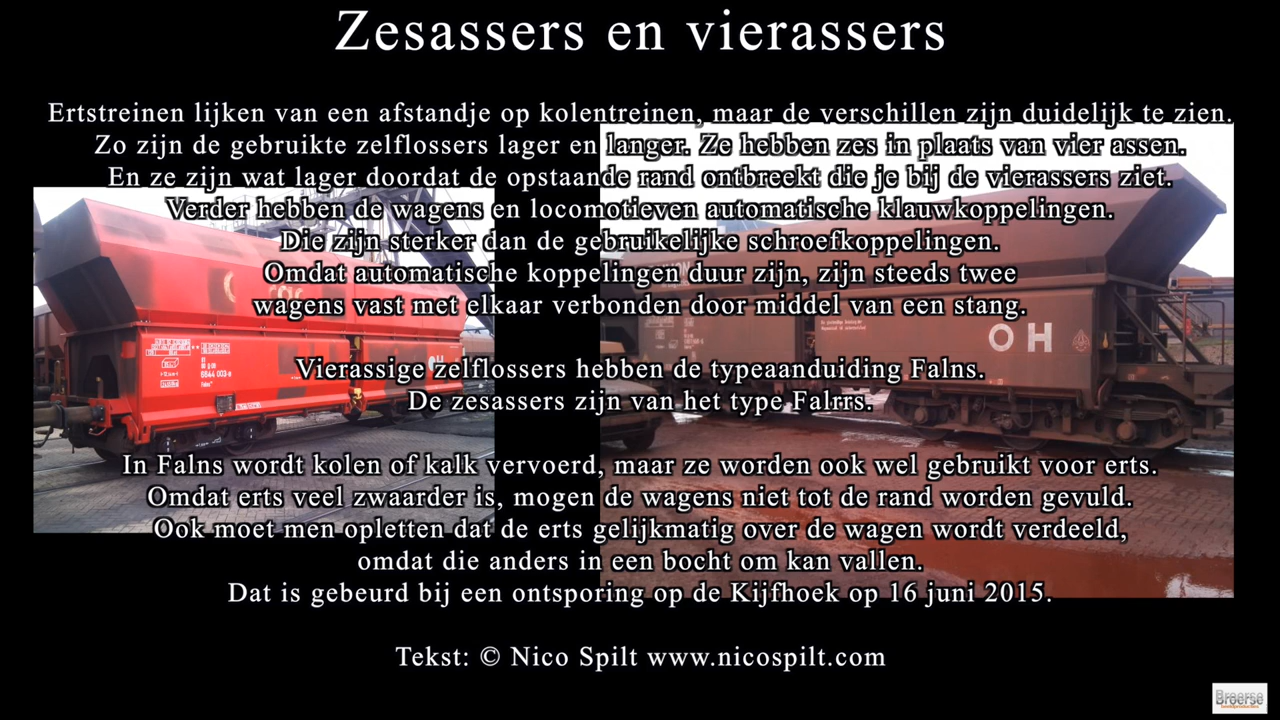 Zesassers en vierassers
Ertstreinen lijken van een afstandje op kolentreinen, maar de verschillen zijn duidelijk te zien.
Zo zijn de gebruikte zelflossers lager en langer. Ze hebben zes in plaats van vier assen.
En ze zijn wat lager doordat de opstaande rand ontbreekt die je bij de vierassers ziet.
Verder hebben de wagens en locomotieven automatische klauwkoppelingen.
Die zijn sterker dan de gebruikelijke schroefkoppelingen.
Omdat automatische koppelingen duur zijn, zijn steeds twee
wagens vast met elkaar verbonden door middel van een stang.
Vierassige zelflossers hebben de typeaanduiding Falns.
De zesassers zijn van het type Falrrs.
In Falns wordt kolen of kalk vervoerd, maar ze worden ook wel gebruikt voor erts.
Omdat erts veel zwaarder is, mogen de wagens niet tot de rand worden gevuld.
Ook moet men opletten dat de erts gelijkmatig over de wagen wordt verdeeld,
omdat die anders in een bocht om kan vallen.
Dat is gebeurd bij een ontsporing op de Kijfhoek op 16 juni 2015.
Tekst: © Nico Spilt www.nicospilt.com
OH
OH
6644 003-8
Broerse